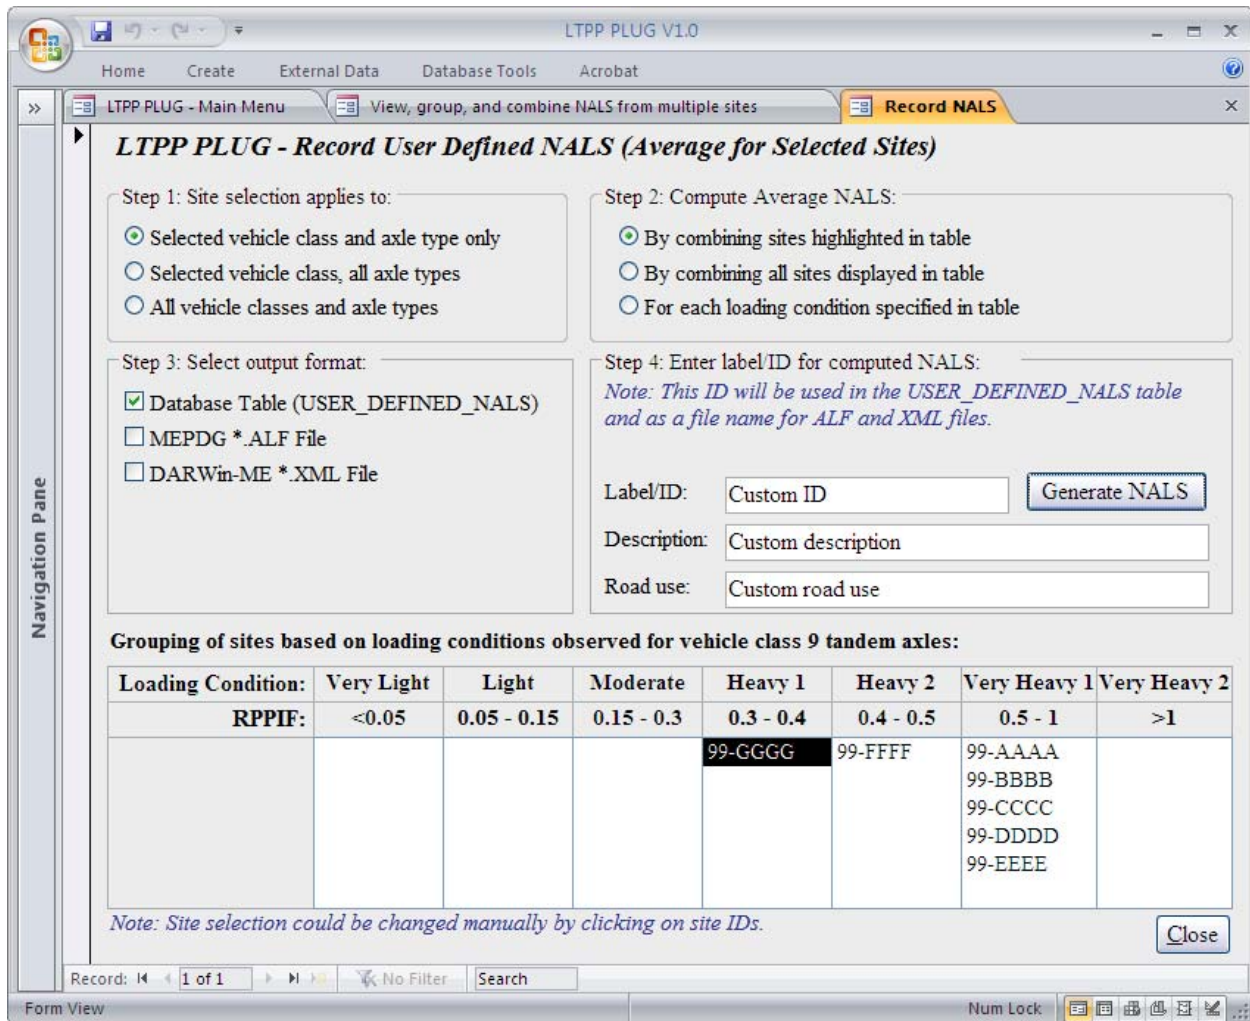 LTPP PLUG V1.0
Home Create External Data Database Tools Acrobat
LTPP PLUG - Main Menu View, group, and combine NALS from multiple sites Record NALS
Navigation Pane
LTPP PLUG - Record User Defined NALS (Average for Selected Sites)
Step 1: Site selection applies to:
Selected vehicle class and axle type only
Selected vehicle class, all axle types
All vehicle classes and axle types
Step 2: Compute Average NALS:
By combining sites highlighted in table
By combining all sites displayed in table
For each loading condition specified in table
Step 3: Select output format:
Database Table (USER_DEFINED_NALS)
MEPDG *.ALF File
DARWin-ME *.XML File
Step 4: Enter label/ID for computed NALS:
Note: This ID will be used in the USER_DEFINED_NALS table
and as a file name for ALF and XML files.
Label/ID: Custom ID Generate NALS
Description: Custom description
Road use: Custom road use
Grouping of sites based on loading conditions observed for vehicle class 9 tandem axles:
Loading Condition: Very Light Light Moderate Heavy 1 Heavy 2 Very Heavy 1 Very Heavy 2
RPPIF: <0.05 0.05 - 0.15 0.15 - 0.3 0.3 - 0.4 0.4 - 0.5 0.5 - 1 >1
99-GGGG 99-FFFF 99-AAAA
99-BBBB
99-CCCC
99-DDDD
99-EEEE
Note: Site selection could be changed manually by clicking on site IDs.
Close
Record: 1 of 1 No Filter Search
Form View Num Lock